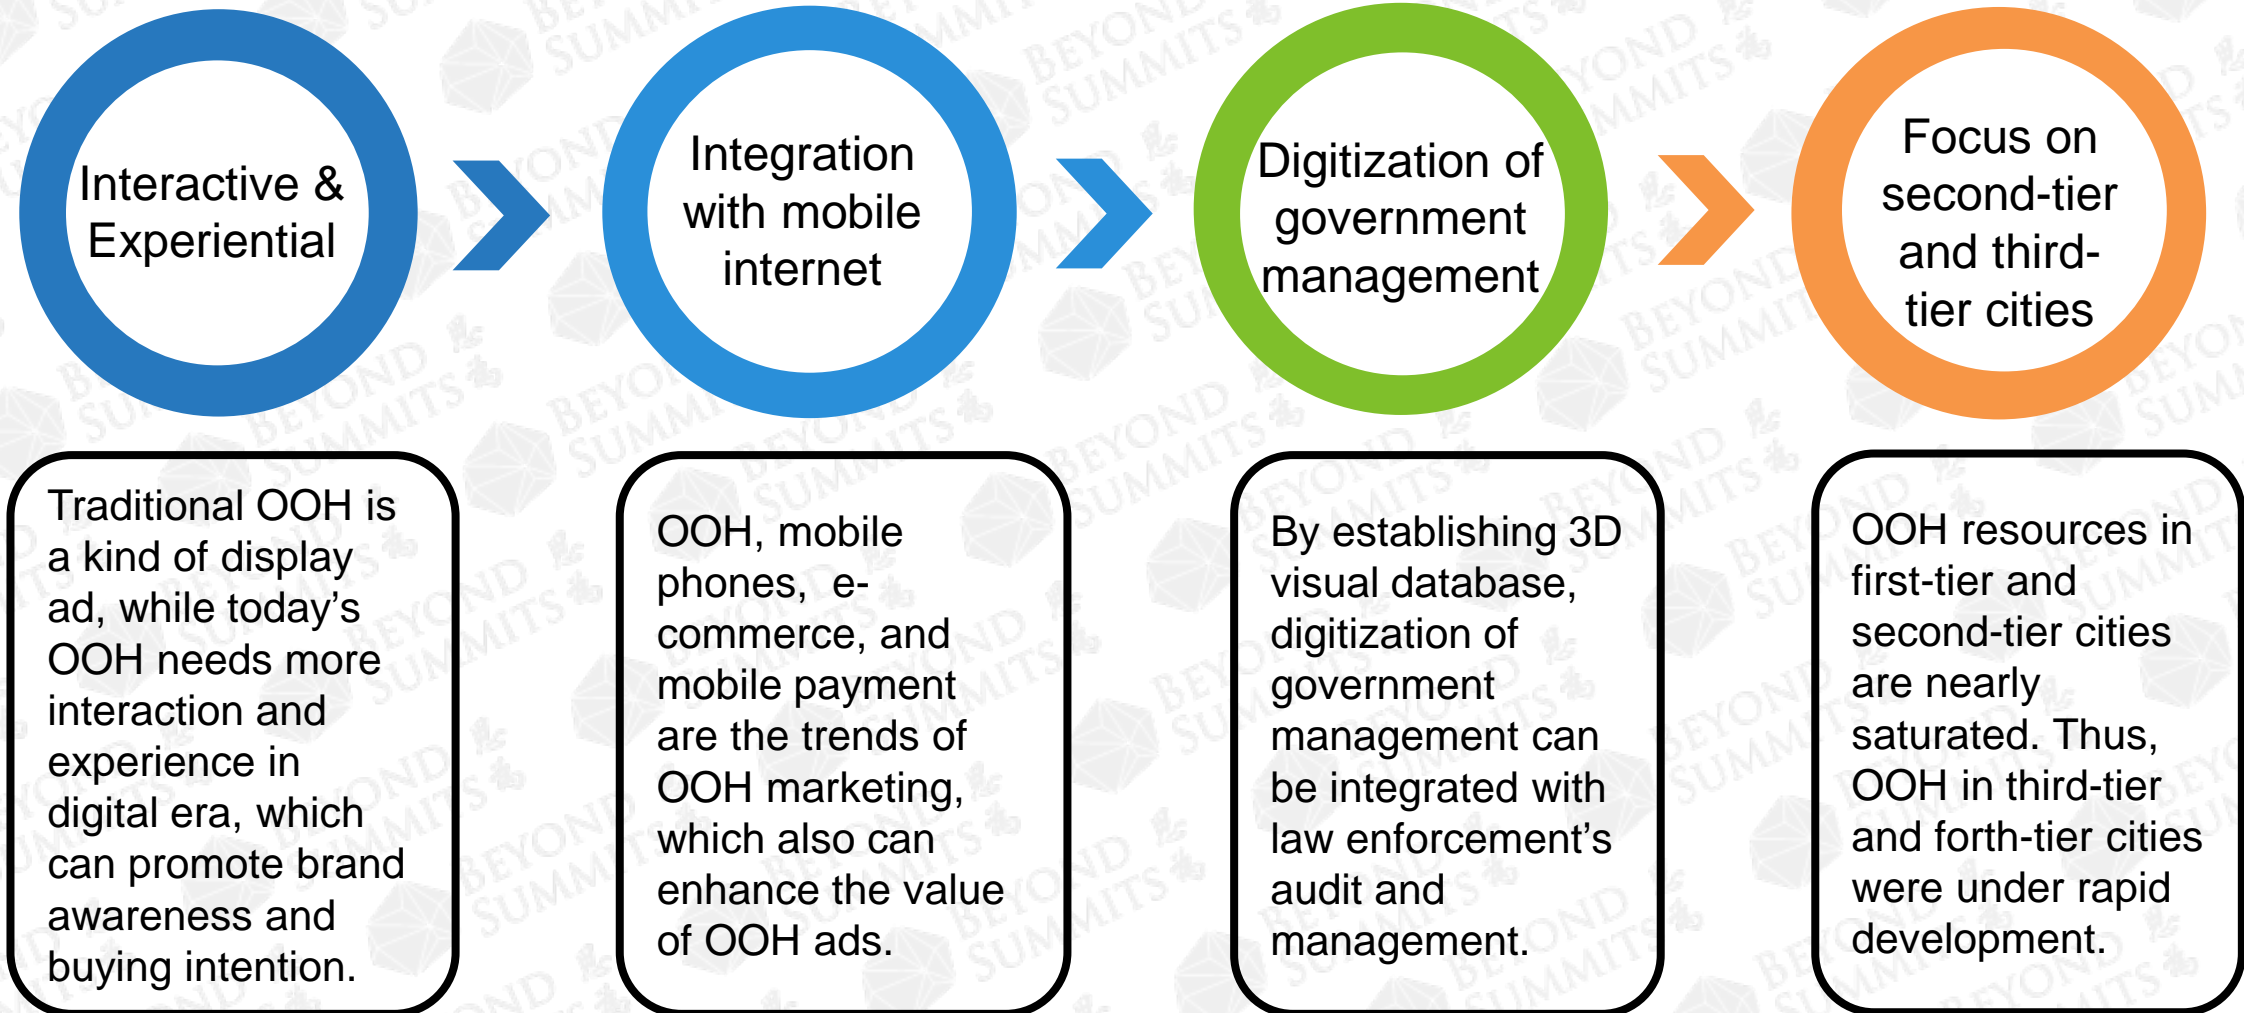 Interactive &
Experiential
Integration
with mobile
internet
Digitization of
government
management
Focus on
second-tier
and third-
tier cities
Traditional OOH is
a kind of display
ad, while today’s
OOH needs more
interaction and
experience in
digital era, which
can promote brand
awareness and
buying intention.
OOH, mobile
phones,  e-
commerce, and
mobile payment
are the trends of
OOH marketing,
which also can
enhance the value
of OOH ads.
By establishing 3D
visual database,
digitization of
government
management can
be integrated with
law enforcement’s
audit and
management.
OOH resources in
first-tier and
second-tier cities
are nearly
saturated. Thus,
OOH in third-tier
and forth-tier cities
were under rapid
development.
BEYOND
SUMMITS